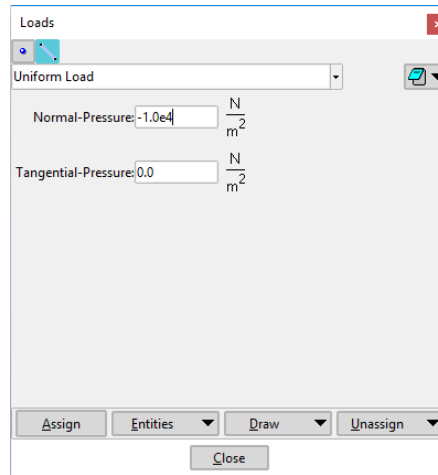 Loads
Uniform Load
Normal-Pressure: -1.0e4 N/m²
Tangential-Pressure: 0.0 N/m²
Assign Entities Draw Unassign
Close